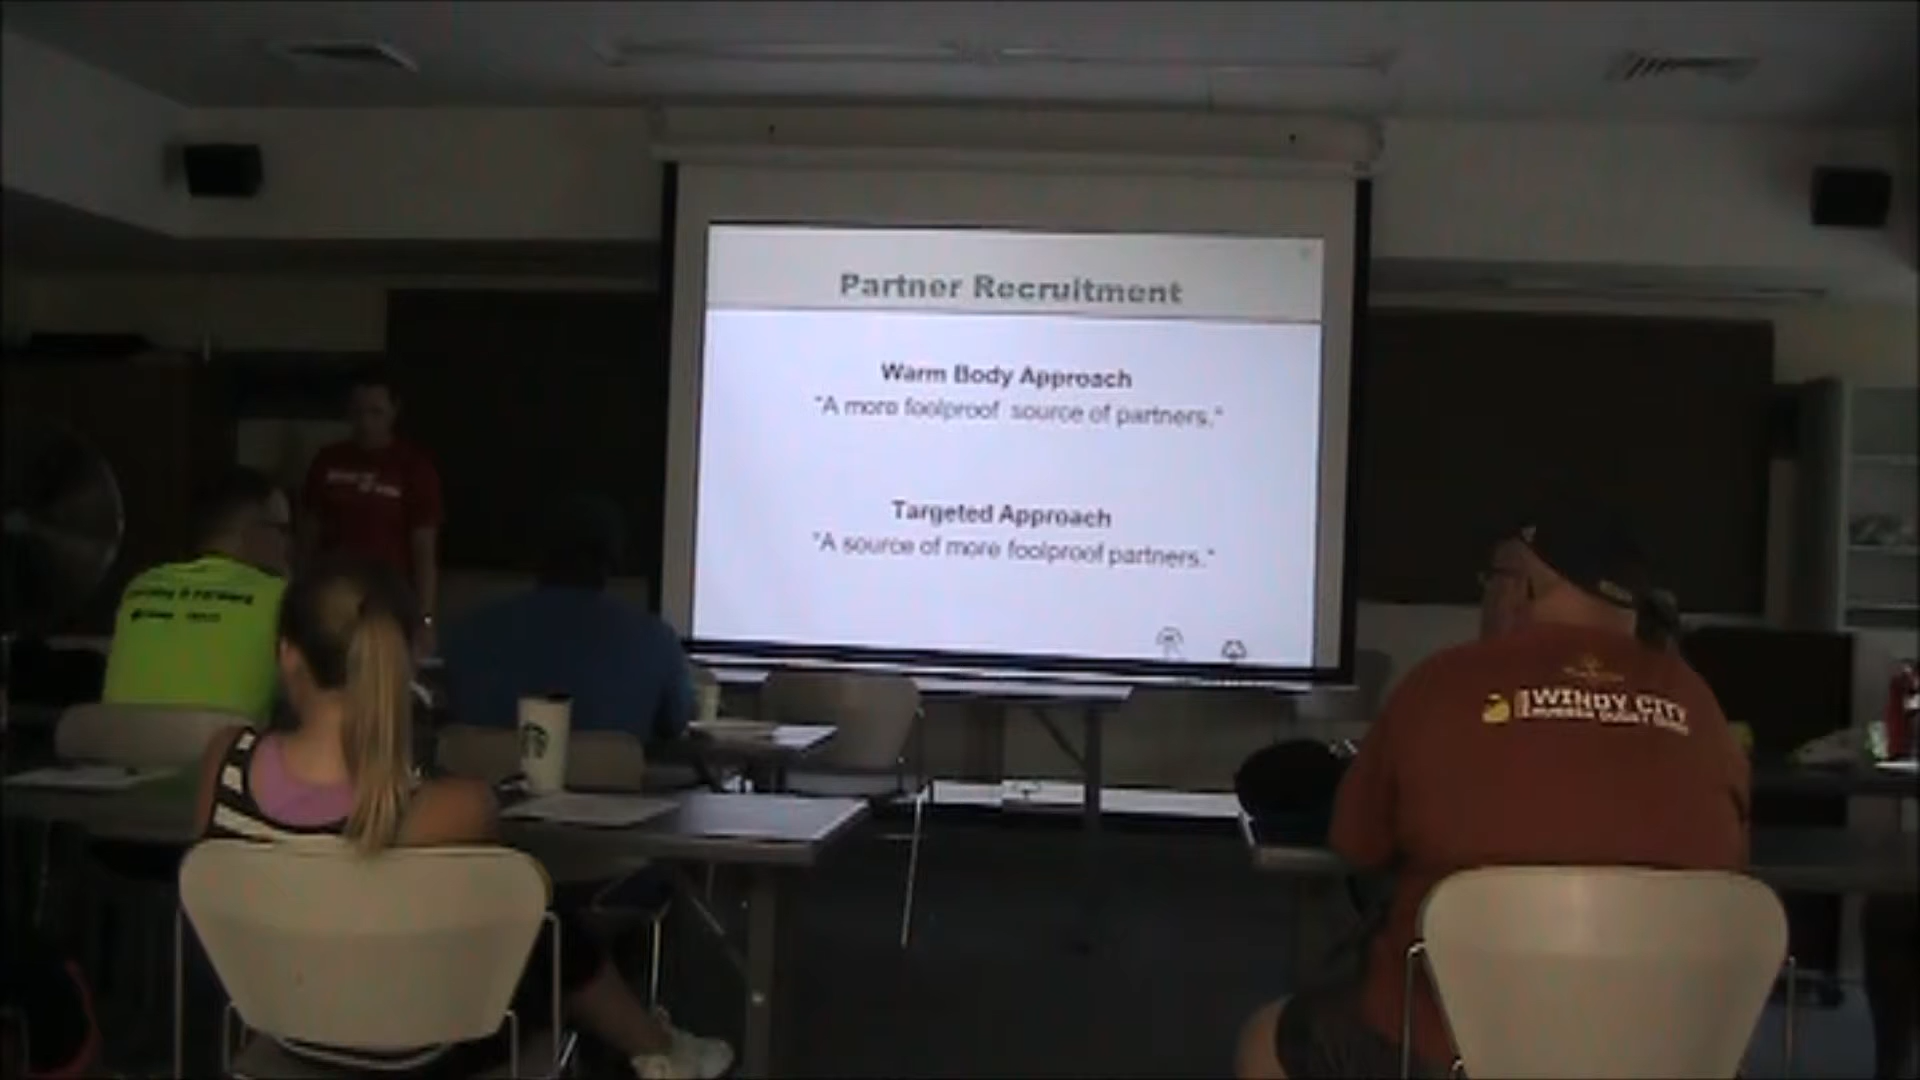 Partner Recruitment
Warm Body Approach
"A more foolproof source of partners."
Targeted Approach
"A source of more foolproof partners."
WINDY CITY